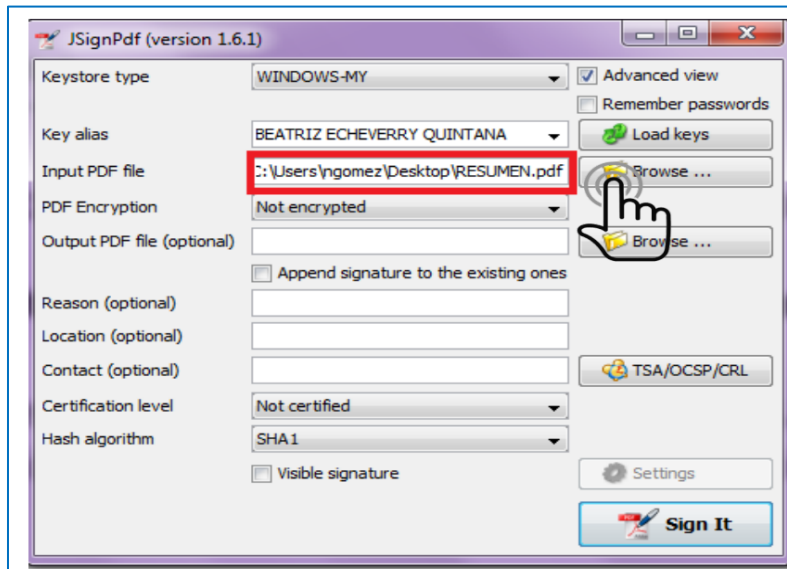 JSignPdf (version 1.6.1)
Keystore type WINDOWS-MY Advanced view
Remember passwords
Key alias BEATRIZ ECHEVERRY QUINTANA Load keys
Input PDF file C:\Users\ngomez\Desktop\RESUMEN.pdf Browse ...
PDF Encryption Not encrypted
Output PDF file (optional) Browse ...
Append signature to the existing ones
Reason (optional)
Location (optional)
Contact (optional) TSA/OCSP/CRL
Certification level Not certified
Hash algorithm SHA1
Visible signature Settings
Sign It